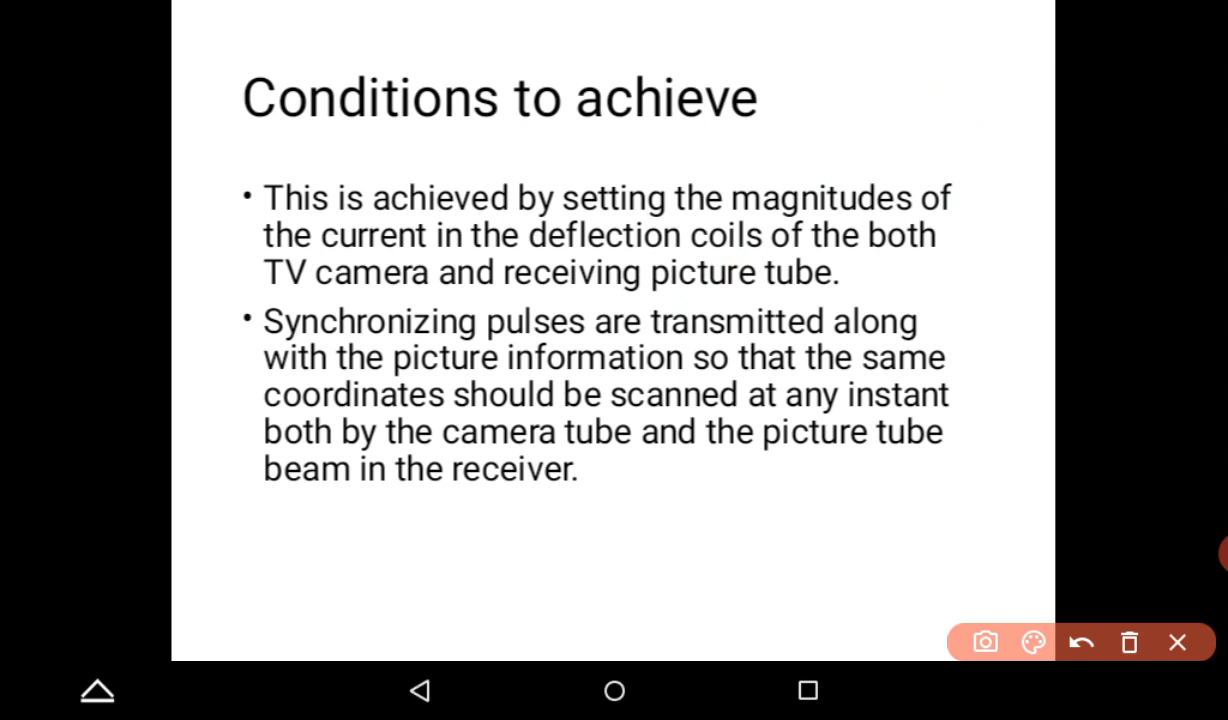 Conditions to achieve
• This is achieved by setting the magnitudes of
the current in the deflection coils of the both
TV camera and receiving picture tube.
• Synchronizing pulses are transmitted along
with the picture information so that the same
coordinates should be scanned at any instant
both by the camera tube and the picture tube
beam in the receiver.